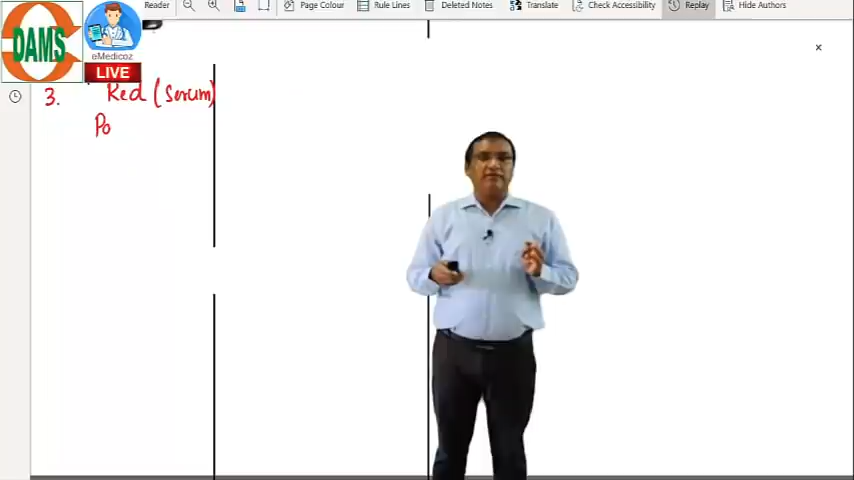 Reader
Page Colour
Rule Lines
Deleted Notes
Translate
Check Accessibility
Replay
Hide Authors
DAMS
eMedicoz
LIVE
3. Red (Serum)
Po